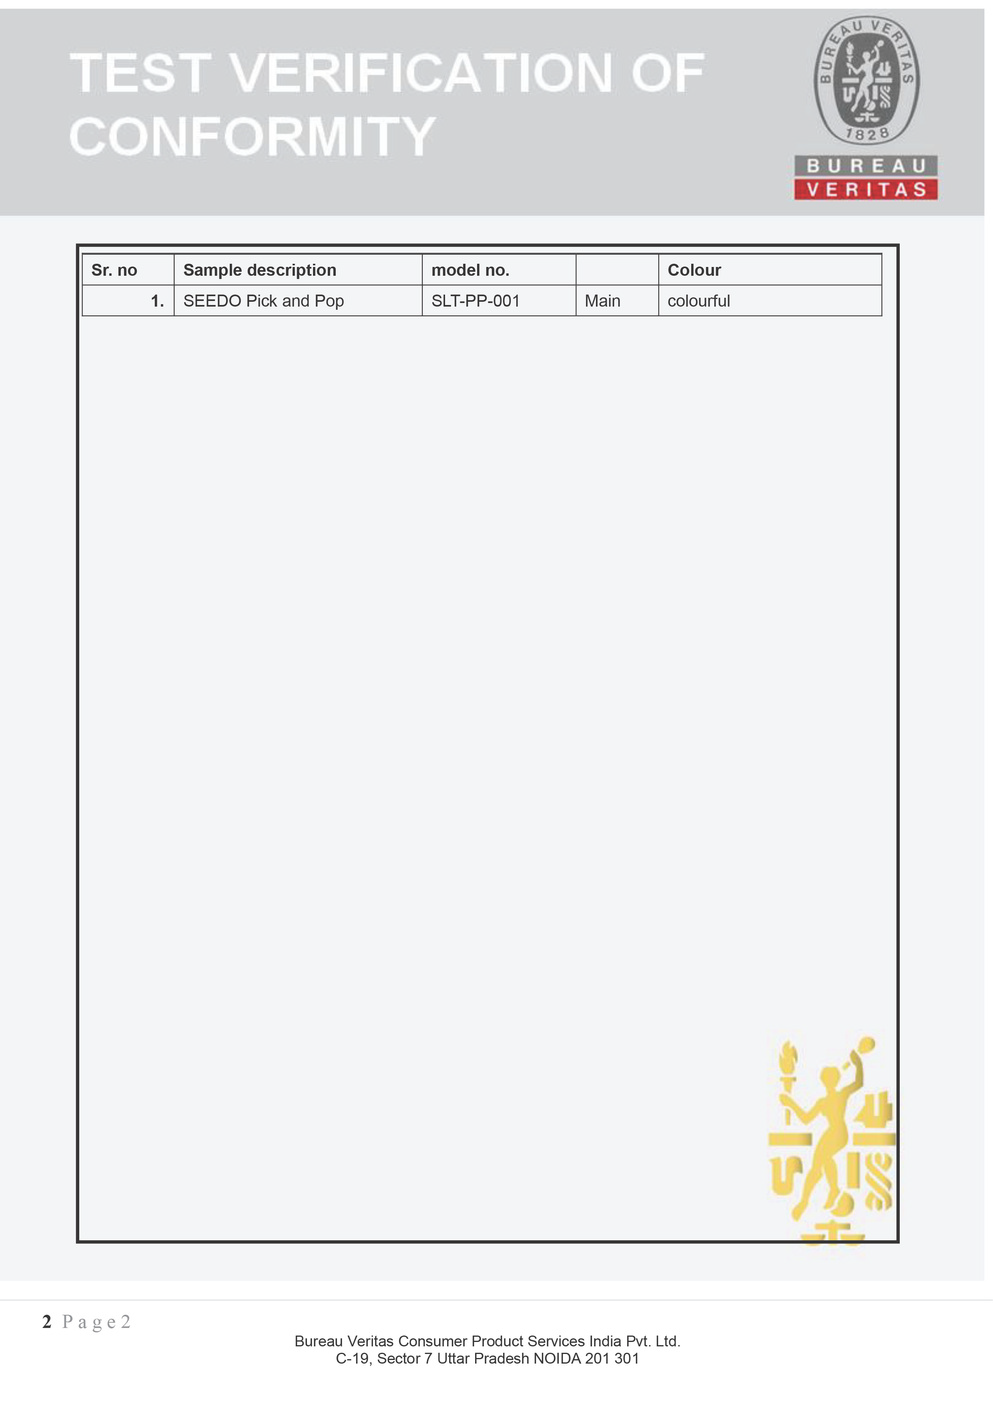 TEST VERIFICATION OF
CONFORMITY
BUREAU VERITAS
1828
BUREAU
VERITAS
Sr. no Sample description model no. Colour
1. SEEDO Pick and Pop SLT-PP-001 Main colourful
2 Page2
Bureau Veritas Consumer Product Services India Pvt. Ltd.
C-19, Sector 7 Uttar Pradesh NOIDA 201 301